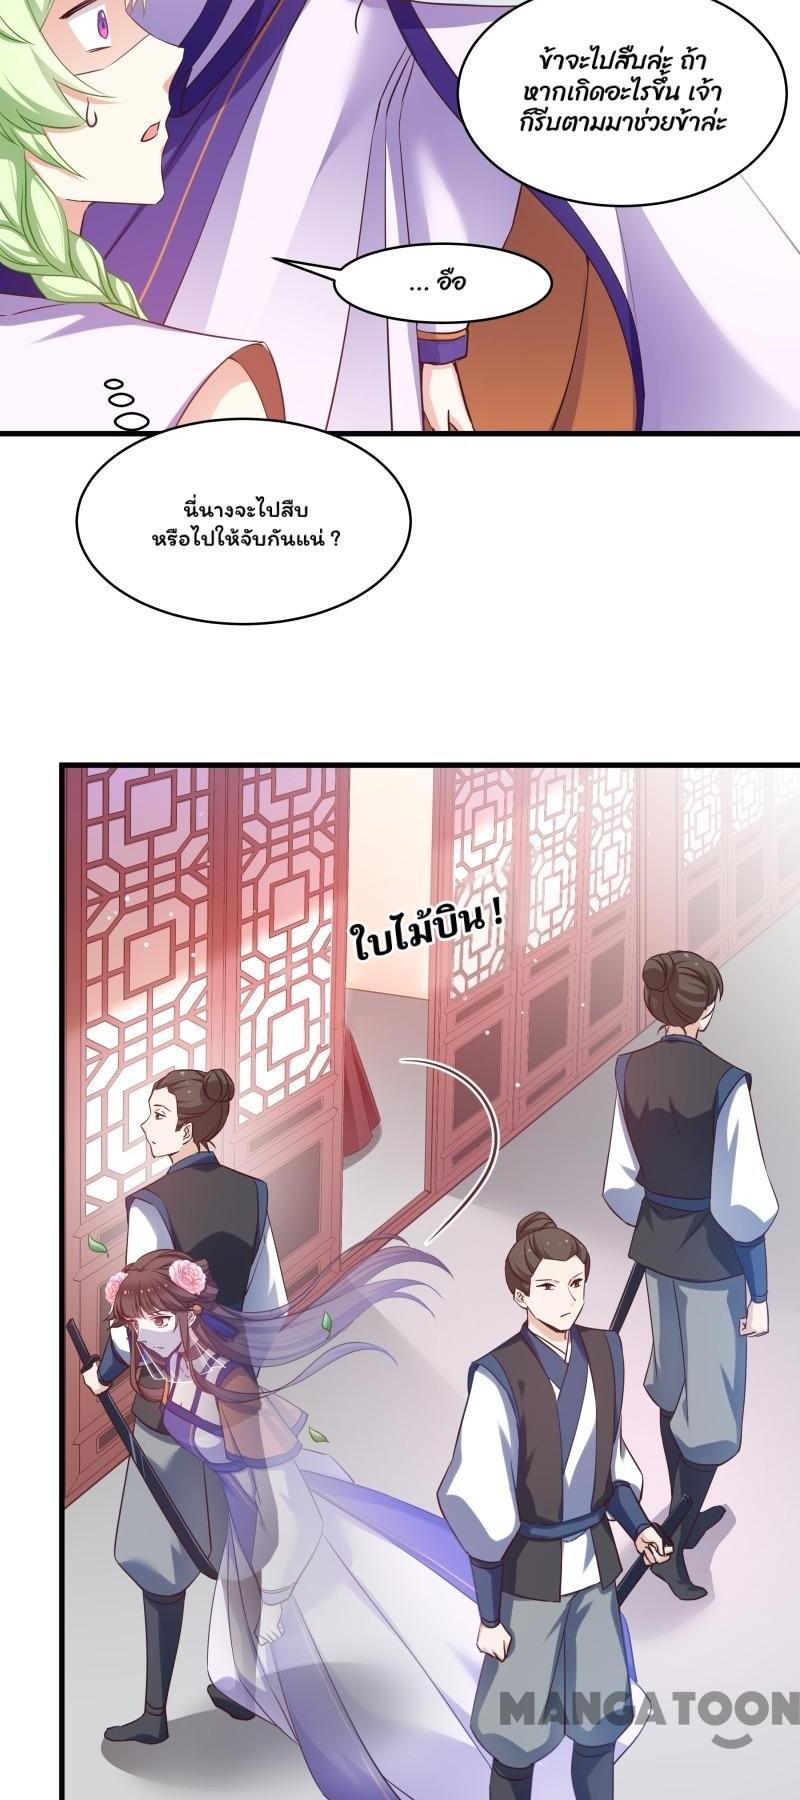 ข้าจะไปสืบล่ะ ถ้า
หากเกิดอะไรขึ้น เจ้า
ก็รีบตามมาช่วยข้าล่ะ
... อือ
นี่นางจะไปสืบ
หรือไปให้จับกันแน่ ?
ใบไม้บิน !
MANGATOON